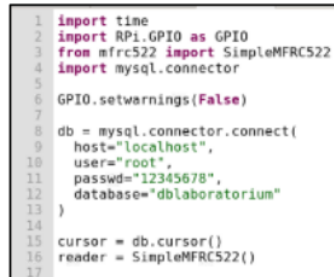 1 import time
2 import RPi.GPIO as GPIO
3 from mfrc522 import SimpleMFRC522
4 import mysql.connector
5
6 GPIO.setwarnings(False)
7
8 db = mysql.connector.connect(
9   host="localhost",
10   user="root",
11   passwd="12345678",
12   database="dblaboratorium"
13 )
14
15 cursor = db.cursor()
16 reader = SimpleMFRC522()
17